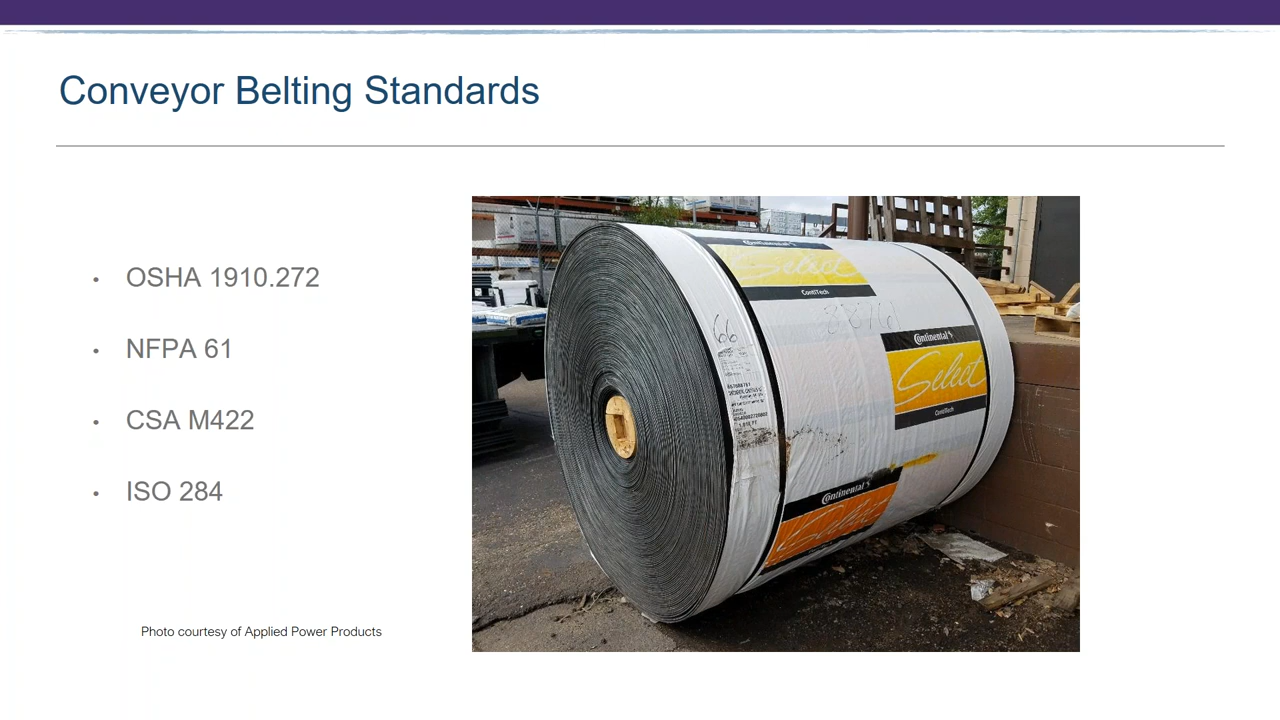 Conveyor Belting Standards
• OSHA 1910.272
• NFPA 61
• CSA M422
• ISO 284
Photo courtesy of Applied Power Products
Continental
Select
ContiTech
66
Continental
Select
ContiTech
Continental
Select